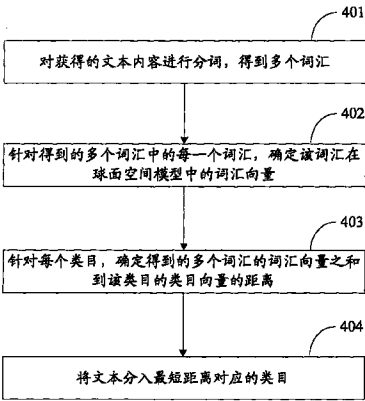 401
对获得的文本内容进行分词，得到多个词汇
402
针对得到的多个词汇中的每一个词汇，确定该词汇在
球面空间模型中的词汇向量
403
针对每个类目，确定得到的多个词汇的词汇向量之和
到该类目的类目向量的距离
404
将文本分入最短距离对应的类目